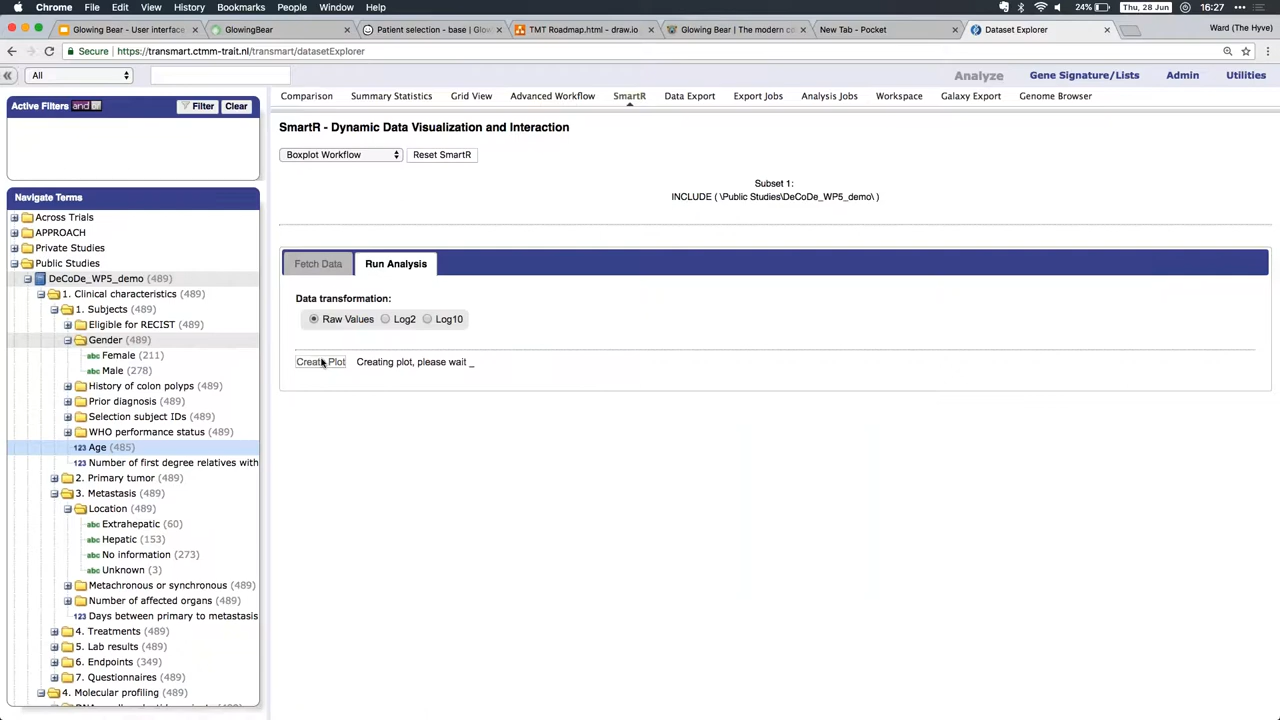 Chrome File Edit View History Bookmarks People Window Help 24% Thu, 28 Jun 16:27
Glowing Bear - User interface GlowingBear Patient selection - base | Glowing TMT Roadmap.html - draw.io Glowing Bear | The modern co New Tab - Pocket Dataset Explorer Ward (The Hyve)
Secure https://transmart.ctmm-trait.nl/transmart/datasetExplorer
All Analyze Gene Signature/Lists Admin Utilities
Active Filters and Filter Clear
Comparison Summary Statistics Grid View Advanced Workflow SmartR Data Export Export Jobs Analysis Jobs Workspace Galaxy Export Genome Browser
SmartR - Dynamic Data Visualization and Interaction
Boxplot Workflow Reset SmartR
Subset 1:
INCLUDE ( \Public Studies\DeCoDe_WP5_demo\ )
Fetch Data Run Analysis
Data transformation:
Raw Values Log2 Log10
Create Plot Creating plot, please wait _
Navigate Terms
Across Trials
APPROACH
Private Studies
Public Studies
DeCoDe_WP5_demo (489)
1. Clinical characteristics (489)
1. Subjects (489)
Eligible for RECIST (489)
Gender (489)
abc Female (211)
abc Male (278)
History of colon polyps (489)
Prior diagnosis (489)
Selection subject IDs (489)
WHO performance status (489)
123 Age (485)
123 Number of first degree relatives with
2. Primary tumor (489)
3. Metastasis (489)
Location (489)
abc Extrahepatic (60)
abc Hepatic (153)
abc No information (273)
abc Unknown (3)
Metachronous or synchronous (489)
Number of affected organs (489)
123 Days between primary to metastasis
4. Treatments (489)
5. Lab results (489)
6. Endpoints (349)
7. Questionnaires (489)
4. Molecular profiling (489)